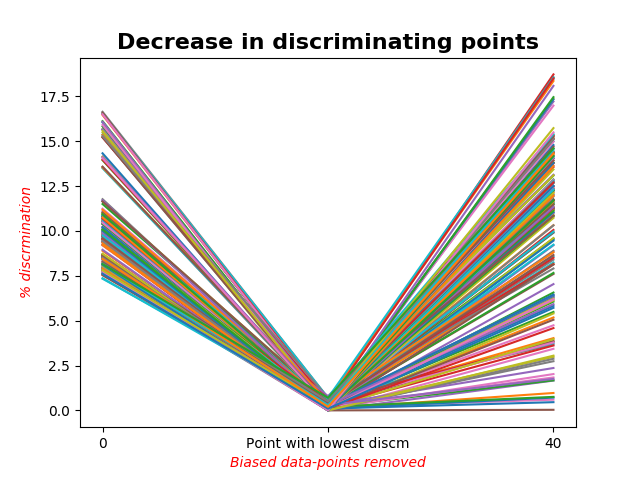 Decrease in discriminating points
% discrmination
17.5
15.0
12.5
10.0
7.5
5.0
2.5
0.0
0 Point with lowest discm 40
Biased data-points removed